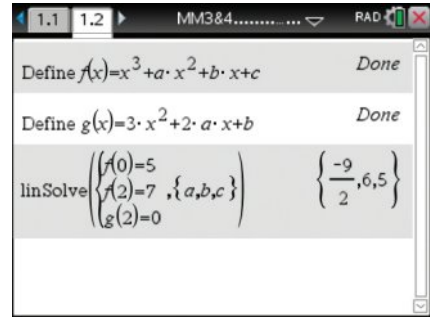 1.1 1.2 MM3&4 ......... ... RAD
Define f(x)=x³+a·x²+b·x+c Done
Define g(x)=3·x²+2·a·x+b Done
f(0)=5
linSolve({f(2)=7 ,{a,b,c}) {-9/2,6,5}
g(2)=0